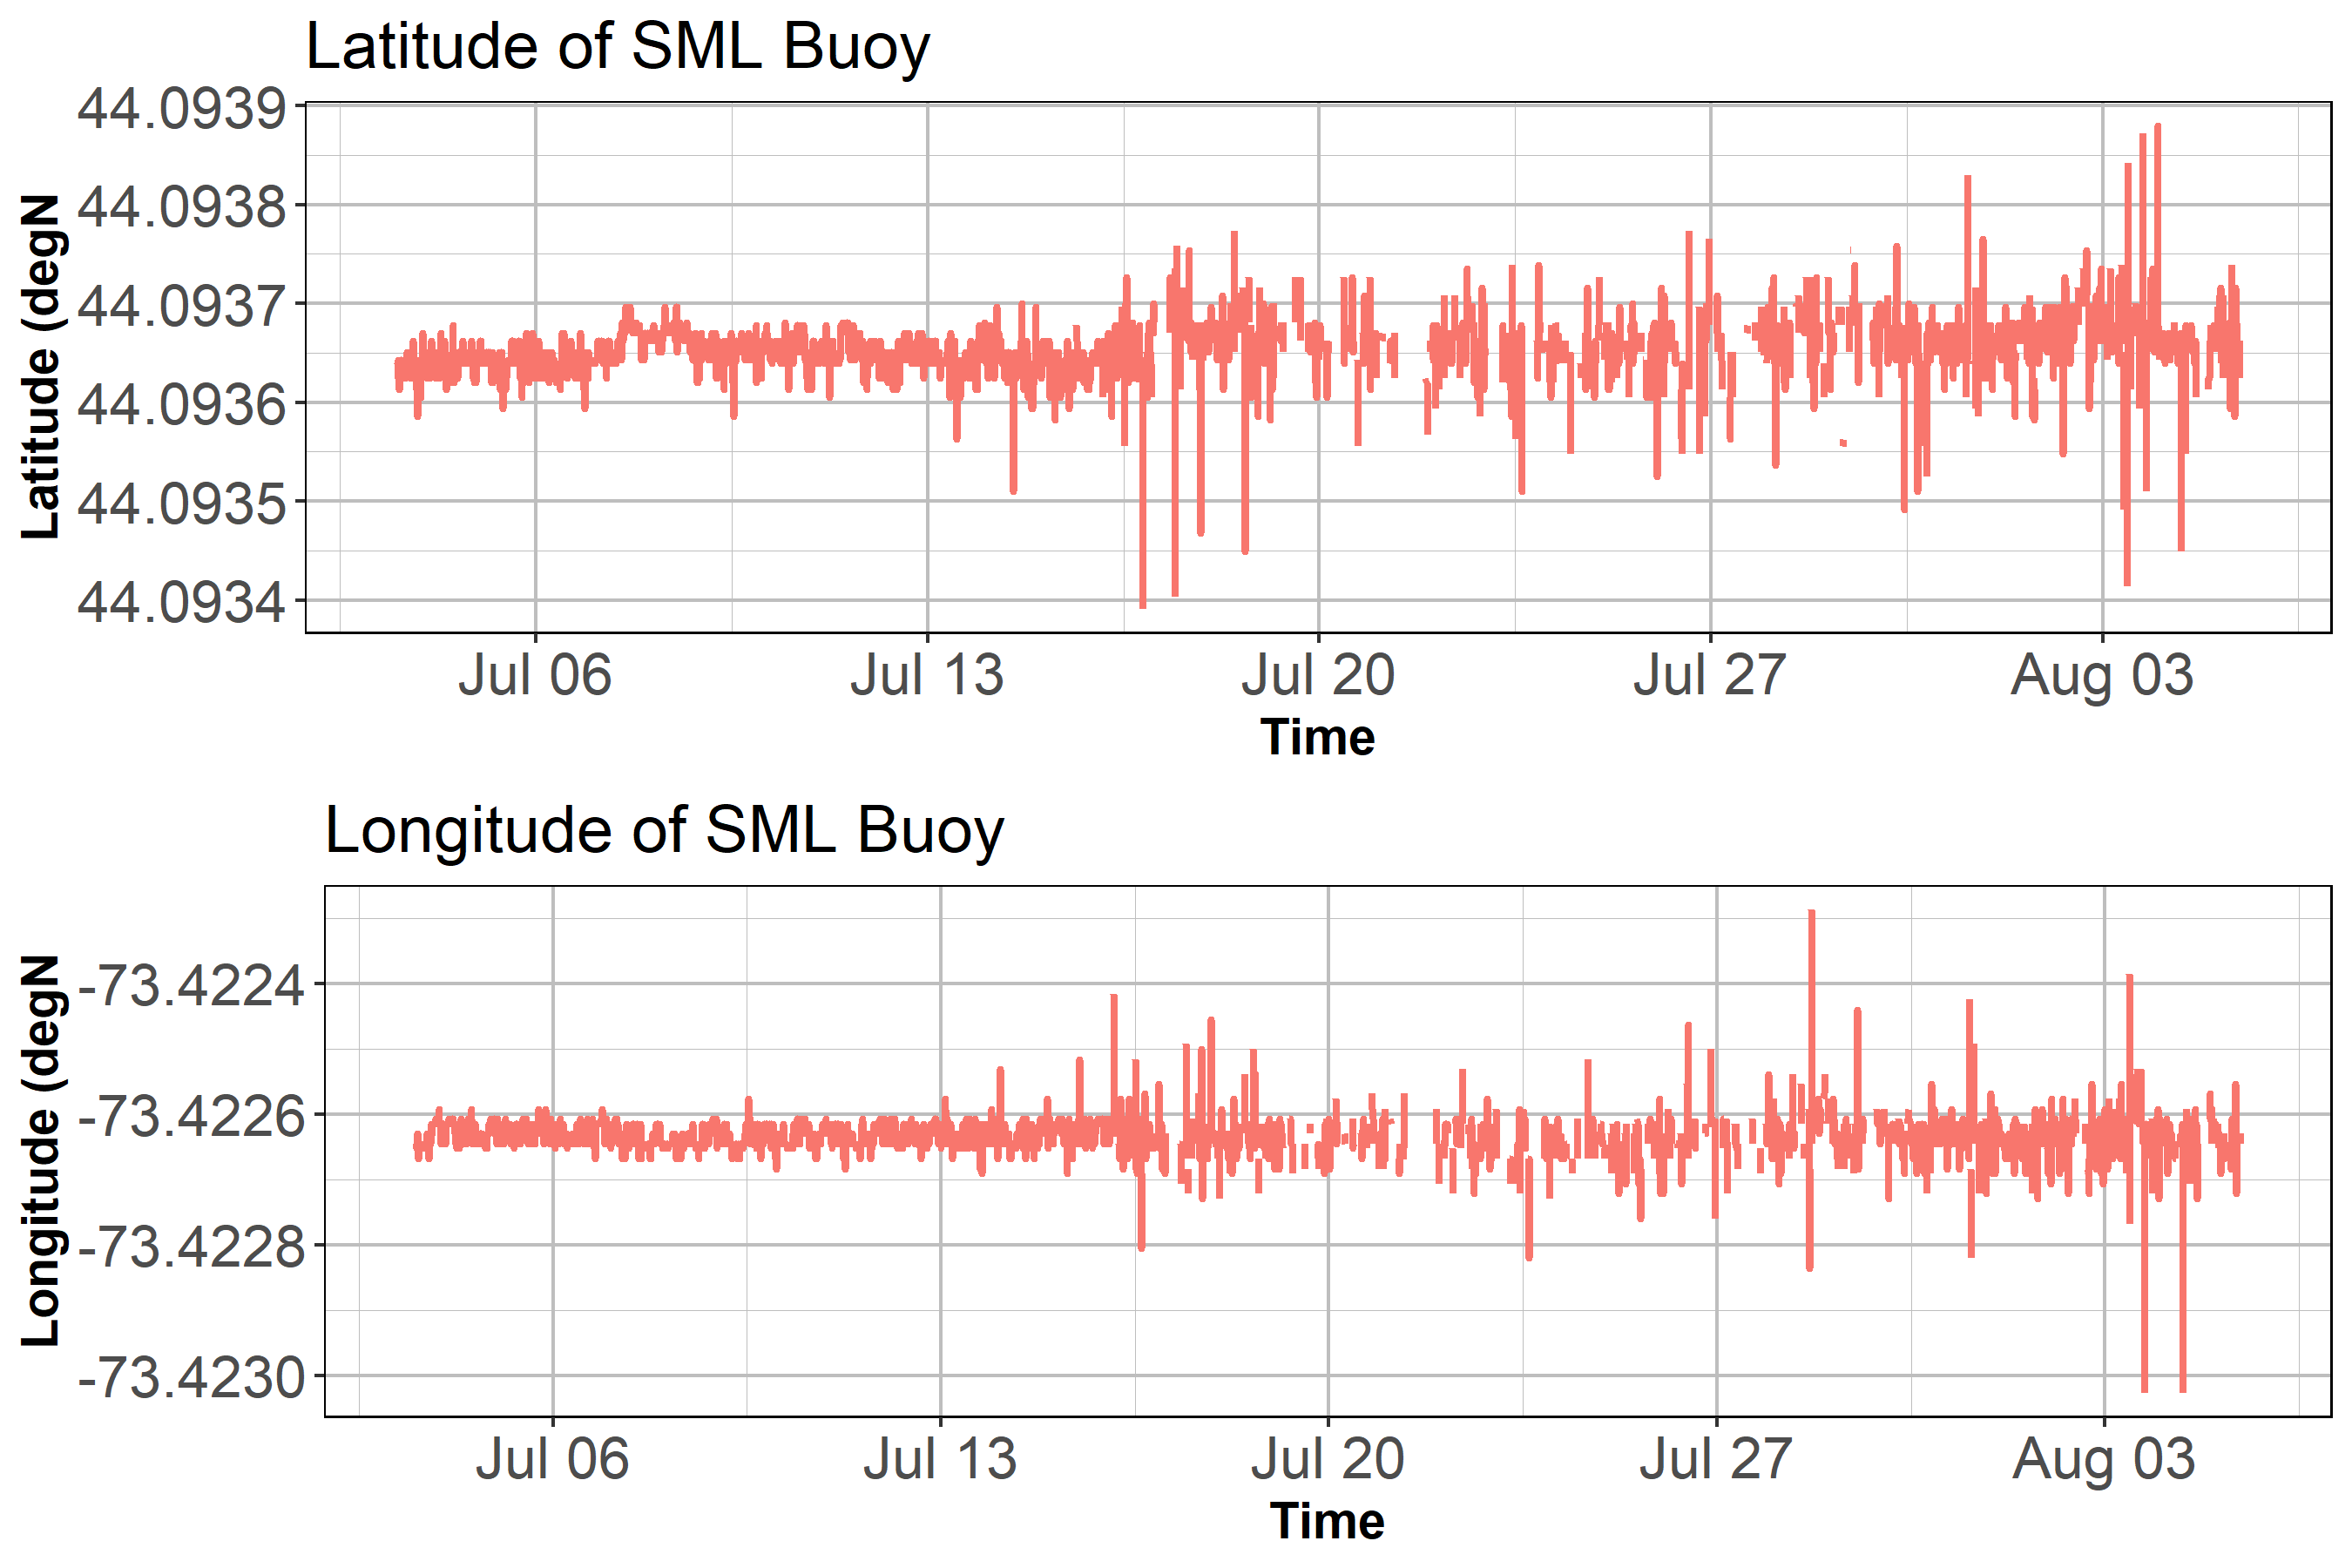 Latitude of SML Buoy
44.0939
44.0938
44.0937
44.0936
44.0935
44.0934
Latitude (degN
Jul 06 Jul 13 Jul 20 Jul 27 Aug 03
Time
Longitude of SML Buoy
-73.4224
-73.4226
-73.4228
-73.4230
Longitude (degN
Jul 06 Jul 13 Jul 20 Jul 27 Aug 03
Time